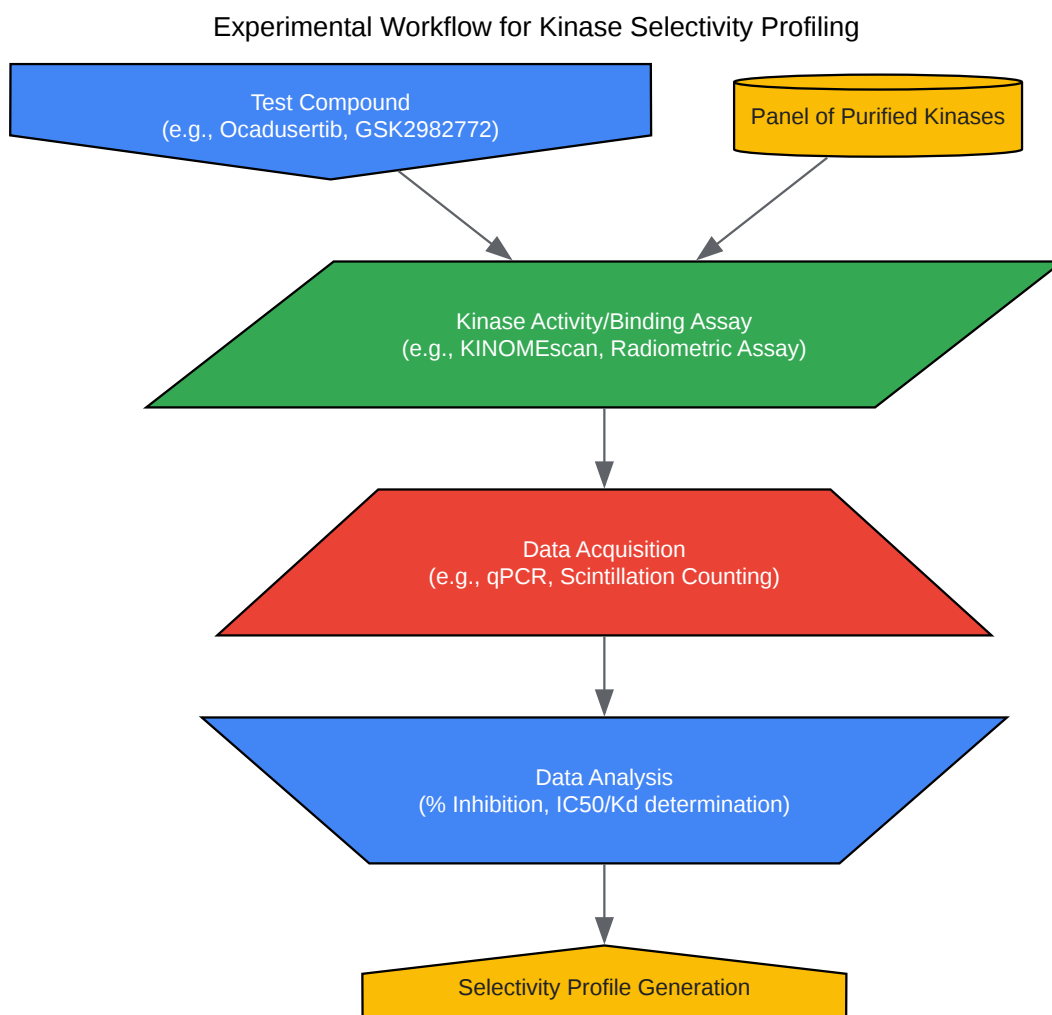 Experimental Workflow for Kinase Selectivity Profiling
Test Compound
(e.g., Ocadusertib, GSK2982772)
Panel of Purified Kinases
Kinase Activity/Binding Assay
(e.g., KINOMEscan, Radiometric Assay)
Data Acquisition
(e.g., qPCR, Scintillation Counting)
Data Analysis
(% Inhibition, IC50/Kd determination)
Selectivity Profile Generation